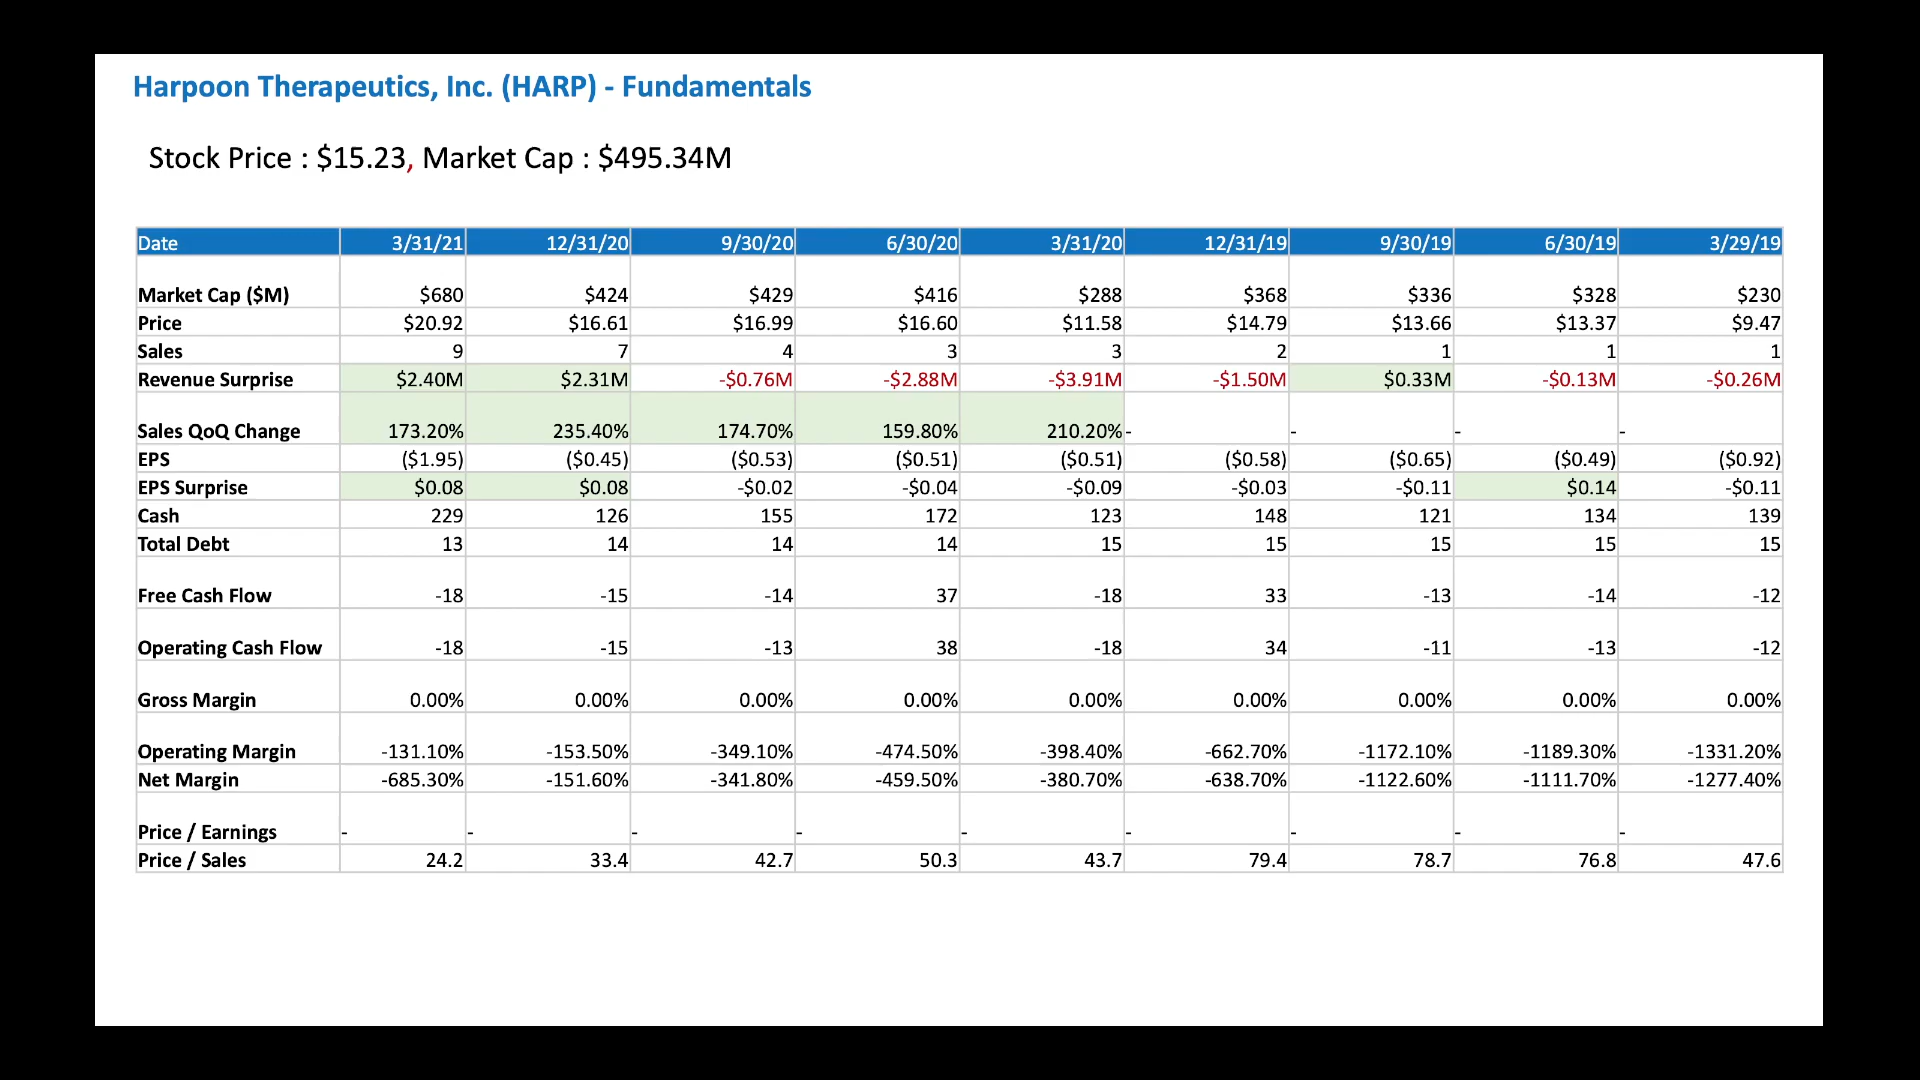 Harpoon Therapeutics, Inc. (HARP) - Fundamentals
Stock Price : $15.23, Market Cap : $495.34M
Date 3/31/21 12/31/20 9/30/20 6/30/20 3/31/20 12/31/19 9/30/19 6/30/19 3/29/19
Market Cap ($M) $680 $424 $429 $416 $288 $368 $336 $328 $230
Price $20.92 $16.61 $16.99 $16.60 $11.58 $14.79 $13.66 $13.37 $9.47
Sales 9 7 4 3 3 2 1 1 1
Revenue Surprise $2.40M $2.31M -$0.76M -$2.88M -$3.91M -$1.50M $0.33M -$0.13M -$0.26M
Sales QoQ Change 173.20% 235.40% 174.70% 159.80% 210.20% - - - -
EPS ($1.95) ($0.45) ($0.53) ($0.51) ($0.51) ($0.58) ($0.65) ($0.49) ($0.92)
EPS Surprise $0.08 $0.08 -$0.02 -$0.04 -$0.09 -$0.03 -$0.11 $0.14 -$0.11
Cash 229 126 155 172 123 148 121 134 139
Total Debt 13 14 14 14 15 15 15 15 15
Free Cash Flow -18 -15 -14 37 -18 33 -13 -14 -12
Operating Cash Flow -18 -15 -13 38 -18 34 -11 -13 -12
Gross Margin 0.00% 0.00% 0.00% 0.00% 0.00% 0.00% 0.00% 0.00% 0.00%
Operating Margin -131.10% -153.50% -349.10% -474.50% -398.40% -662.70% -1172.10% -1189.30% -1331.20%
Net Margin -685.30% -151.60% -341.80% -459.50% -380.70% -638.70% -1122.60% -1111.70% -1277.40%
Price / Earnings - - - - - - - - -
Price / Sales 24.2 33.4 42.7 50.3 43.7 79.4 78.7 76.8 47.6